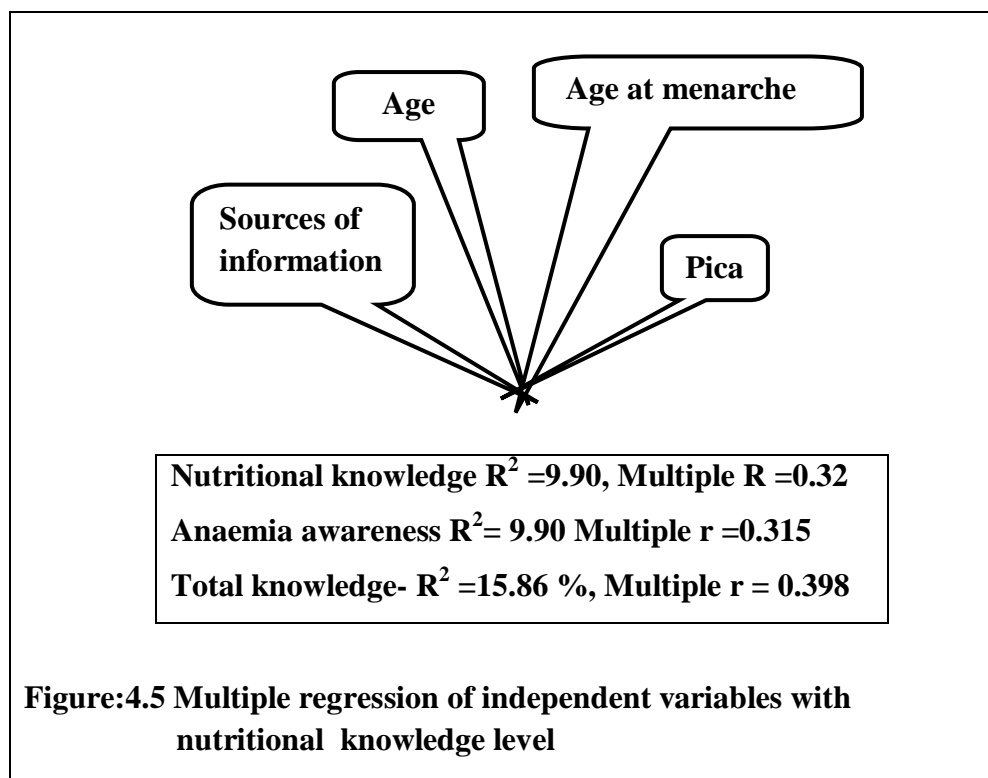 Age
Age at menarche
Sources of
information
Pica
Nutritional knowledge R² =9.90, Multiple R =0.32
Anaemia awareness R²= 9.90 Multiple r =0.315
Total knowledge- R² =15.86 %, Multiple r = 0.398
Figure:4.5 Multiple regression of independent variables with
nutritional knowledge level